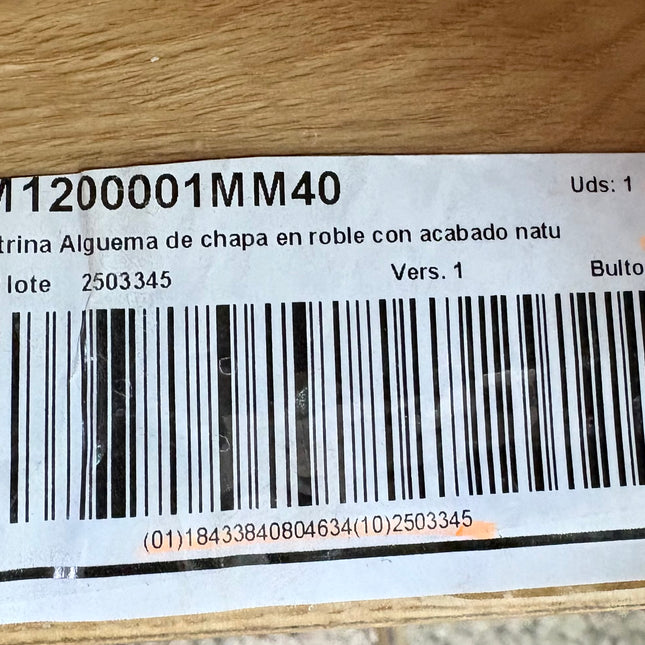 M1200001MM40 Uds: 1
trina Alguema de chapa en roble con acabado natu
lote 2503345 Vers. 1 Bulto
(01)18433840804634(10)2503345